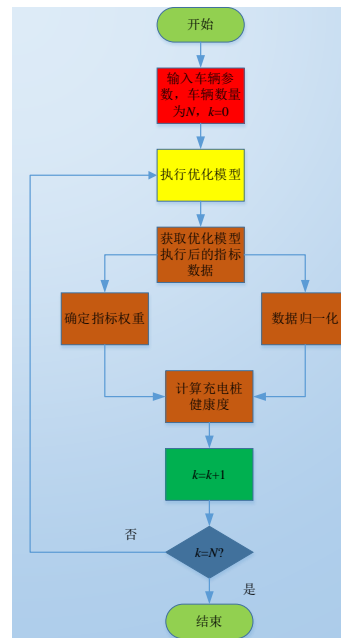 开始
输入车辆参
数，车辆数量
为N，k=0
执行优化模型
获取优化模型
执行后的指标
数据
确定指标权重
数据归一化
计算充电桩
健康度
k=k+1
否
k=N?
是
结束